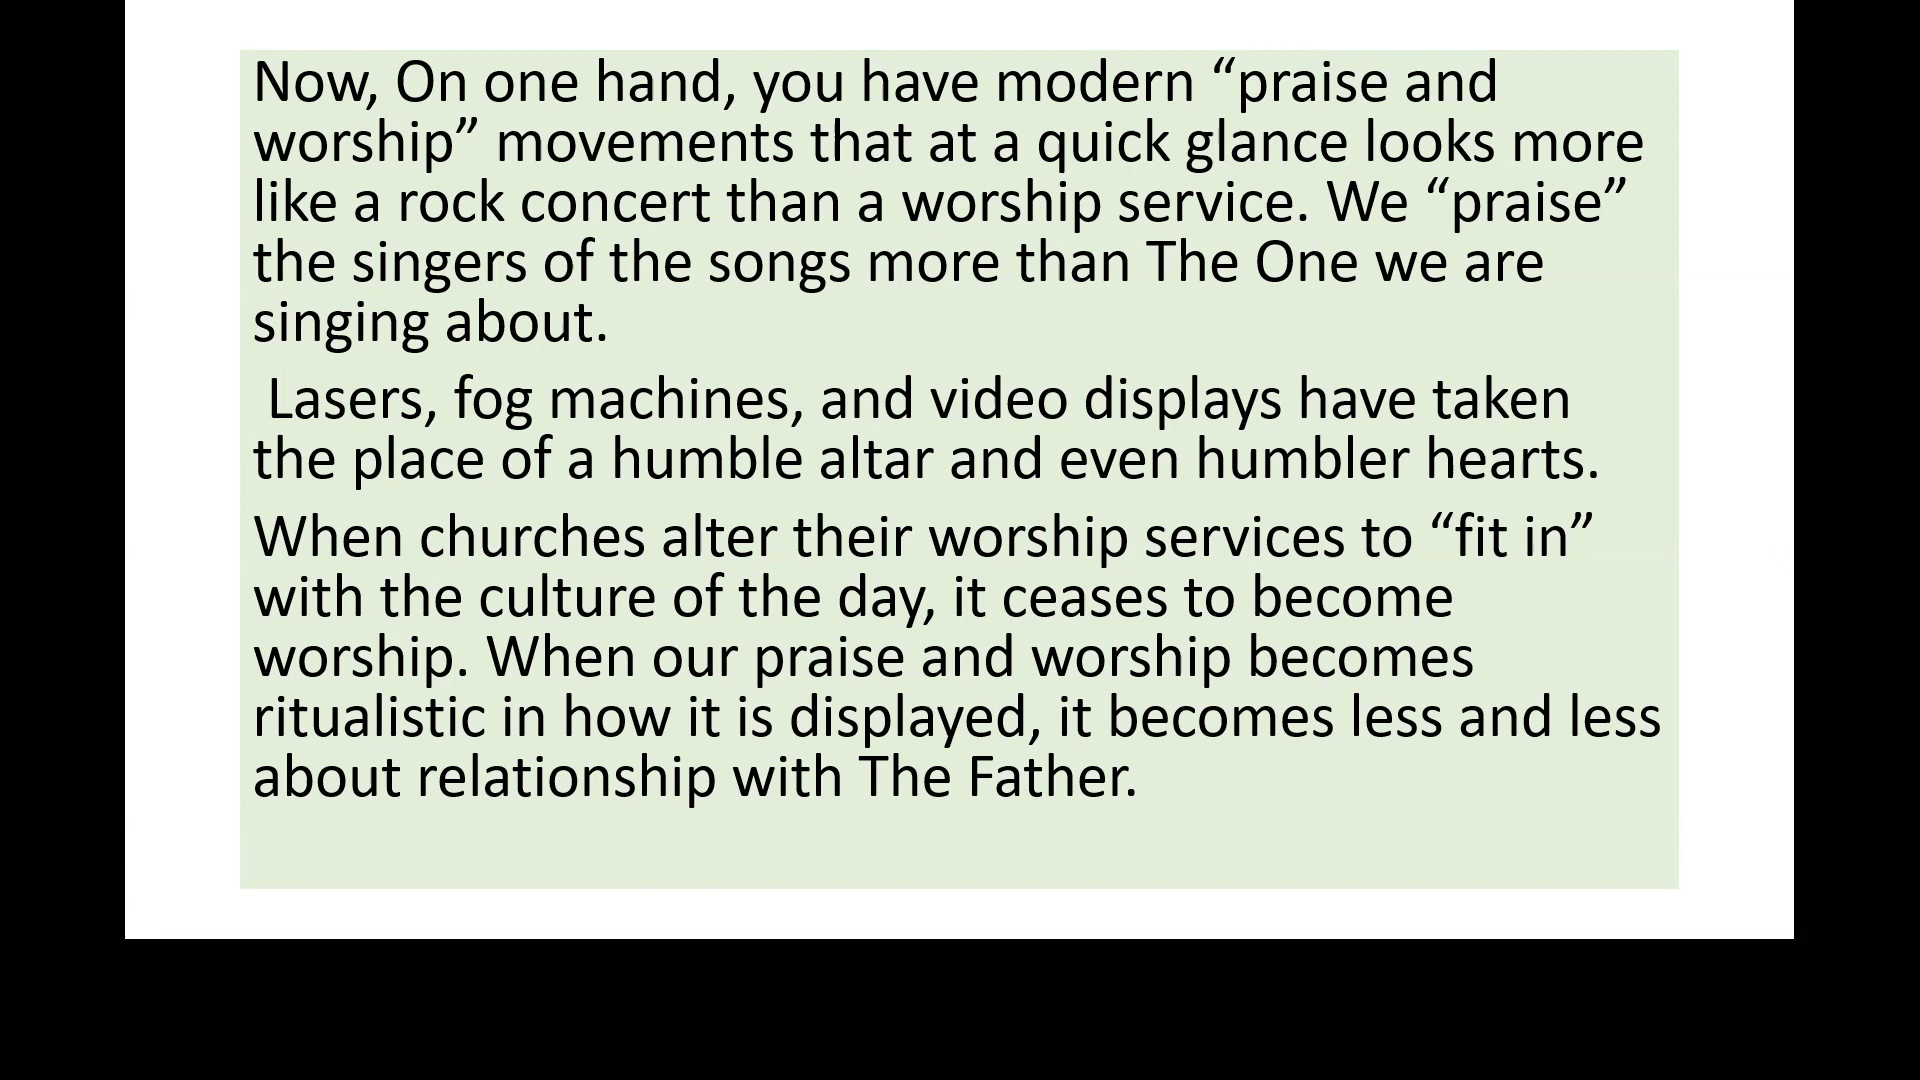 Now, On one hand, you have modern “praise and
worship” movements that at a quick glance looks more
like a rock concert than a worship service. We “praise”
the singers of the songs more than The One we are
singing about.
Lasers, fog machines, and video displays have taken
the place of a humble altar and even humbler hearts.
When churches alter their worship services to “fit in”
with the culture of the day, it ceases to become
worship. When our praise and worship becomes
ritualistic in how it is displayed, it becomes less and less
about relationship with The Father.